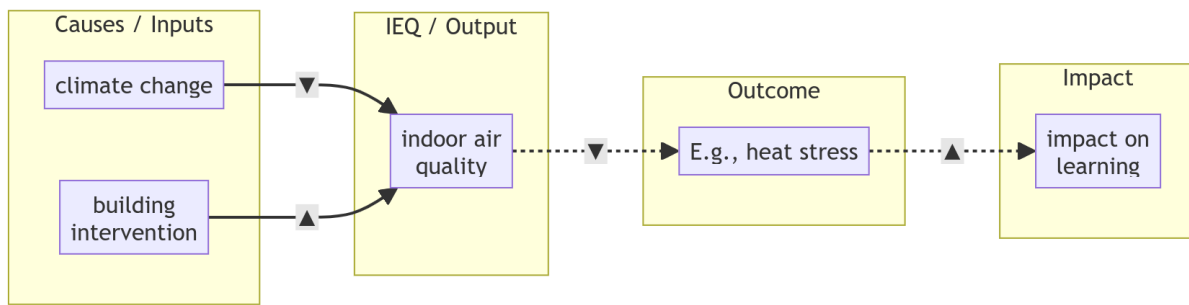 Causes / Inputs
climate change
▼
building
intervention
▲
IEQ / Output
indoor air
quality
▼
Outcome
E.g., heat stress
▲
Impact
impact on
learning